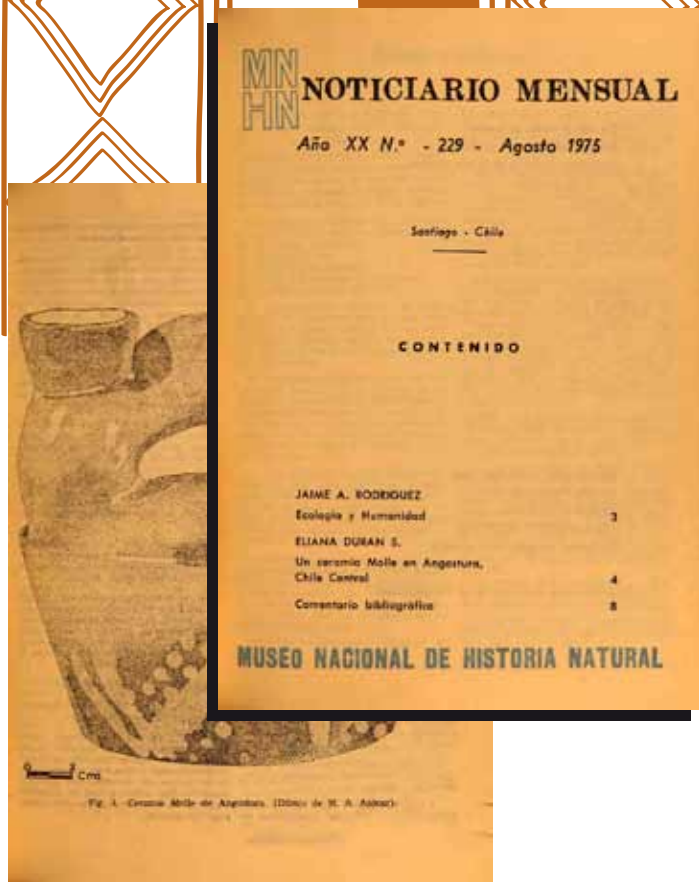 MN
HN
NOTICIARIO MENSUAL
Año XX N.º - 229 - Agosto 1975
Santiago - Chile
CONTENIDO
JAIME A. RODRIGUEZ
Ecología y Humanidad 3
ELIANA DURAN S.
Un ceramio Molle en Angostura,
Chile Central 4
Comentario bibliográfico 8
MUSEO NACIONAL DE HISTORIA NATURAL
Cms
Fig. 1. Ceramio Molle de Angostura. (Dibujo de